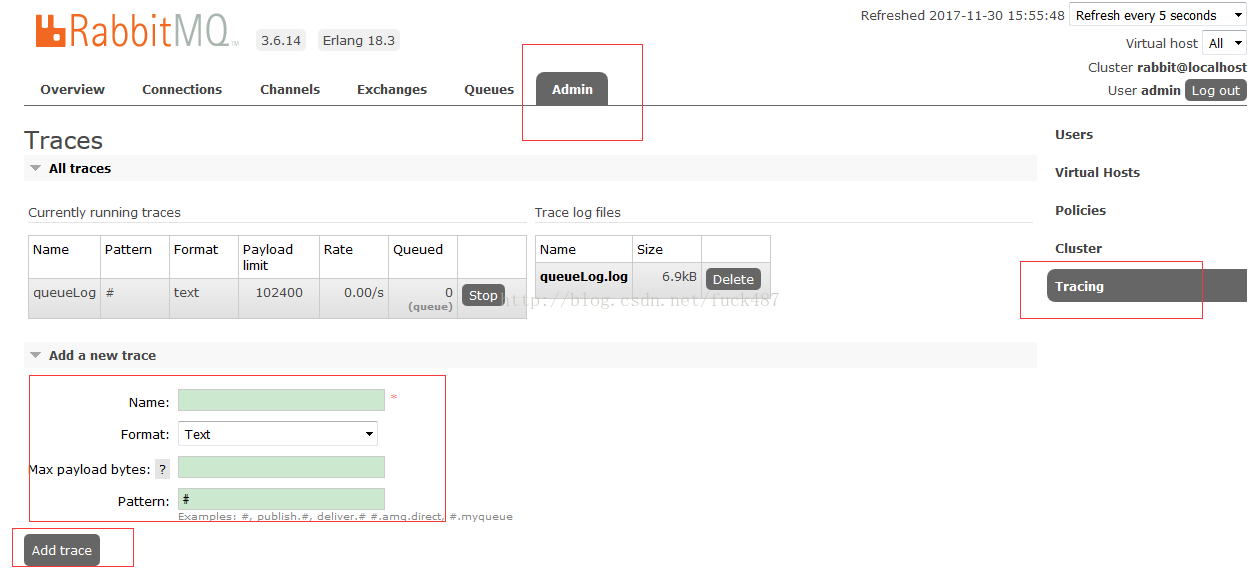 RabbitMQ™ 3.6.14 Erlang 18.3
Refreshed 2017-11-30 15:55:48 Refresh every 5 seconds
Virtual host All
Cluster rabbit@localhost
User admin Log out
Overview Connections Channels Exchanges Queues Admin
Traces
All traces
Currently running traces
Name Pattern Format Payload limit Rate Queued
queueLog # text 102400 0.00/s 0 (queue) Stop
Trace log files
Name Size
queueLog.log 6.9kB Delete
http://blog.csdn.net/fuck487
Add a new trace
Name: *
Format: Text
Max payload bytes: ?
Pattern: #
Examples: #, publish.#, deliver.# #.amq.direct, #.myqueue
Add trace
Users
Virtual Hosts
Policies
Cluster
Tracing